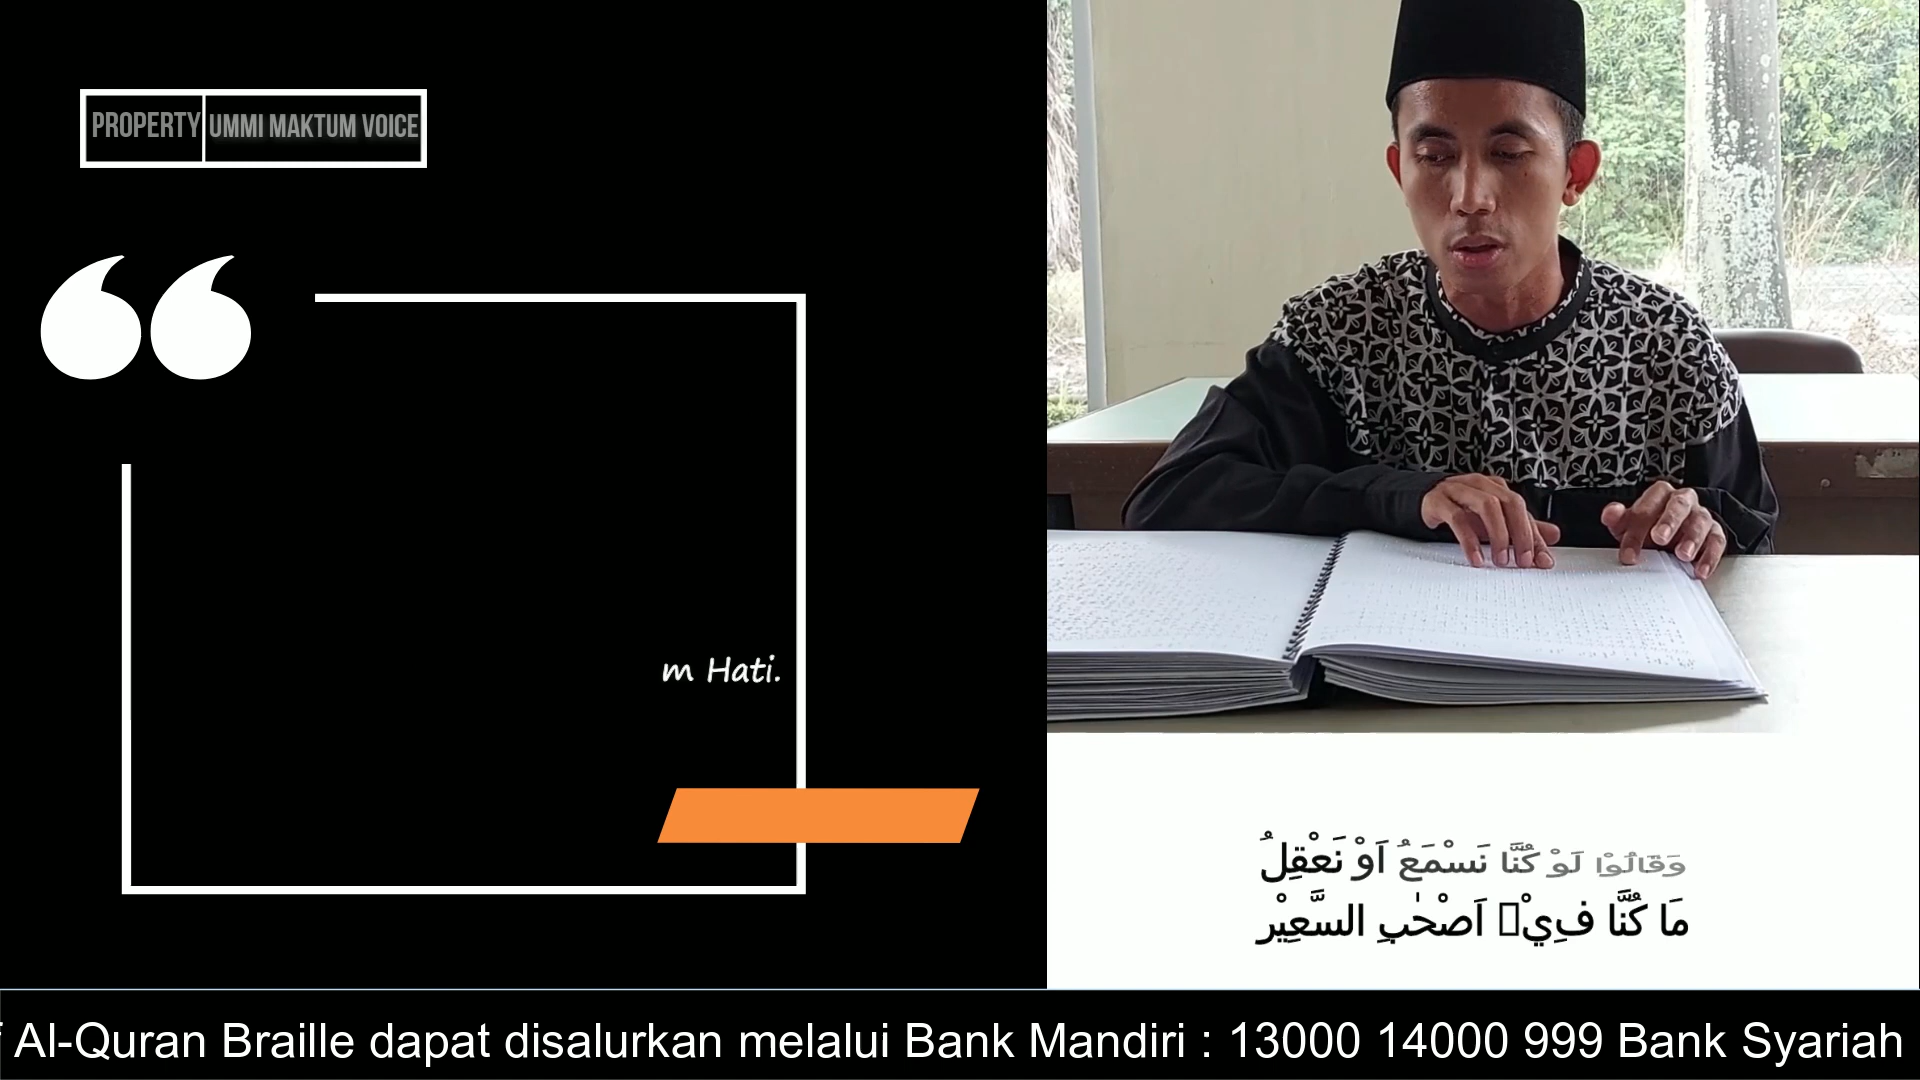 PROPERTY UMMI MAKTUM VOICE
m Hati.
وَقَالُوْا لَوْ كُنَّا نَسْمَعُ اَوْ نَعْقِلُ
مَا كُنَّا فِيْ اَصْحٰبِ السَّعِيْر
Al-Quran Braille dapat disalurkan melalui Bank Mandiri : 13000 14000 999 Bank Syariah